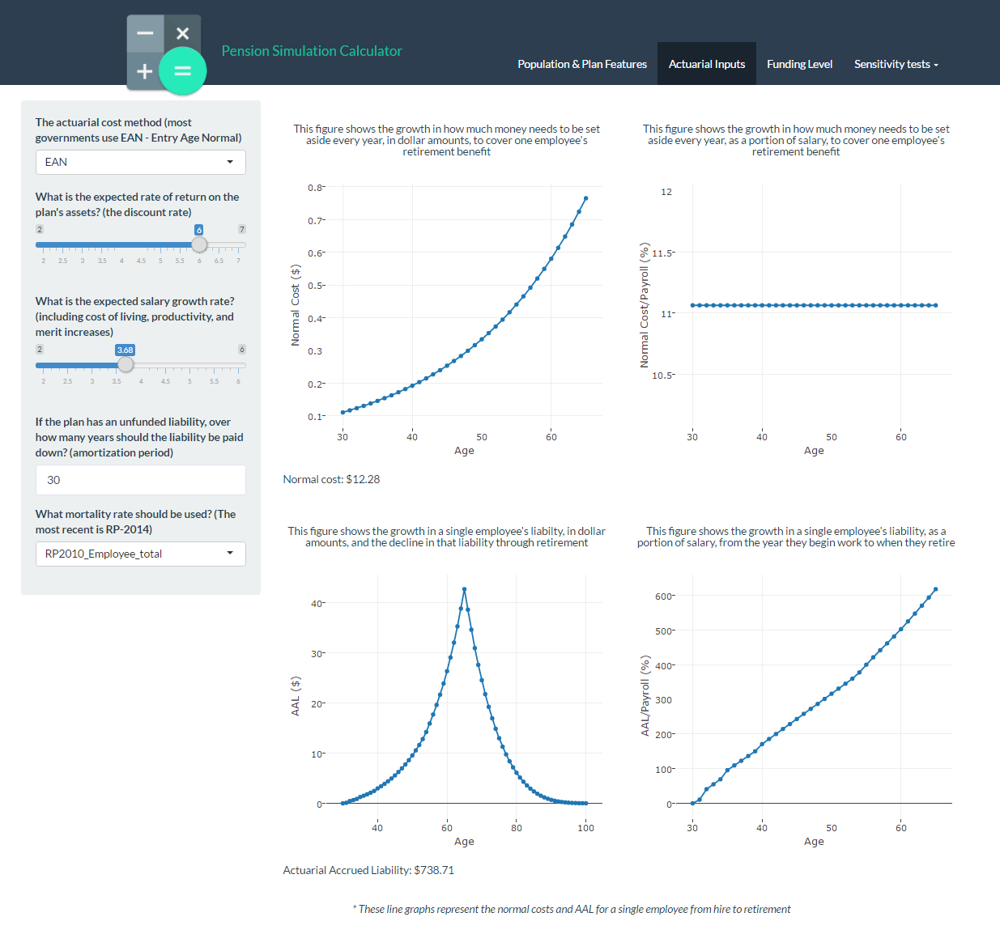 Pension Simulation Calculator
Population & Plan Features
Actuarial Inputs
Funding Level
Sensitivity tests
The actuarial cost method (most
governments use EAN - Entry Age Normal)
EAN
What is the expected rate of return on the
plan's assets? (the discount rate)
2 6 7
2 2.5 3 3.5 4 4.5 5 5.5 6 6.5 7
What is the expected salary growth rate?
(including cost of living, productivity, and
merit increases)
2 3.68 6
2 2.5 3 3.5 4 4.5 5 5.5 6
If the plan has an unfunded liability, over
how many years should the liability be paid
down? (amortization period)
30
What mortality rate should be used? (The
most recent is RP-2014)
RP2010_Employee_total
This figure shows the growth in how much money needs to be set
aside every year, in dollar amounts, to cover one employee's
retirement benefit
0.8
0.7
0.6
0.5
0.4
0.3
0.2
0.1
Normal Cost ($)
30 40 50 60
Age
Normal cost: $12.28
This figure shows the growth in how much money needs to be set
aside every year, as a portion of salary, to cover one employee's
retirement benefit
12
11.5
11
10.5
Normal Cost/Payroll (%)
30 40 50 60
Age
This figure shows the growth in a single employee's liabilty, in dollar
amounts, and the decline in that liability through retirement
40
30
20
10
0
AAL ($)
40 60 80 100
Age
Actuarial Accrued Liability: $738.71
This figure shows the growth in a single employee's liability, as a
portion of salary, from the year they begin work to when they retire
600
500
400
300
200
100
0
AAL/Payroll (%)
30 40 50 60
Age
* These line graphs represent the normal costs and AAL for a single employee from hire to retirement